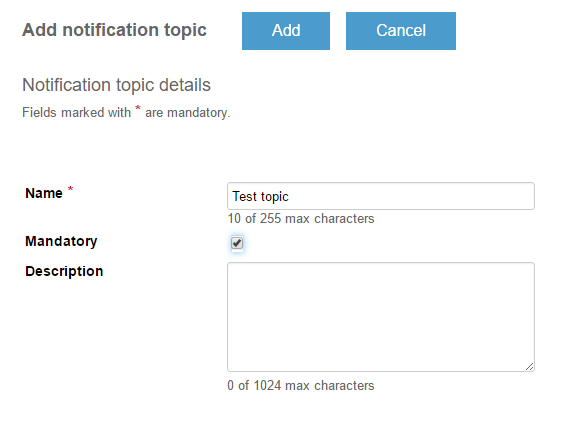 Add notification topic Add Cancel
Notification topic details
Fields marked with * are mandatory.
Name * Test topic
10 of 255 max characters
Mandatory
Description
0 of 1024 max characters